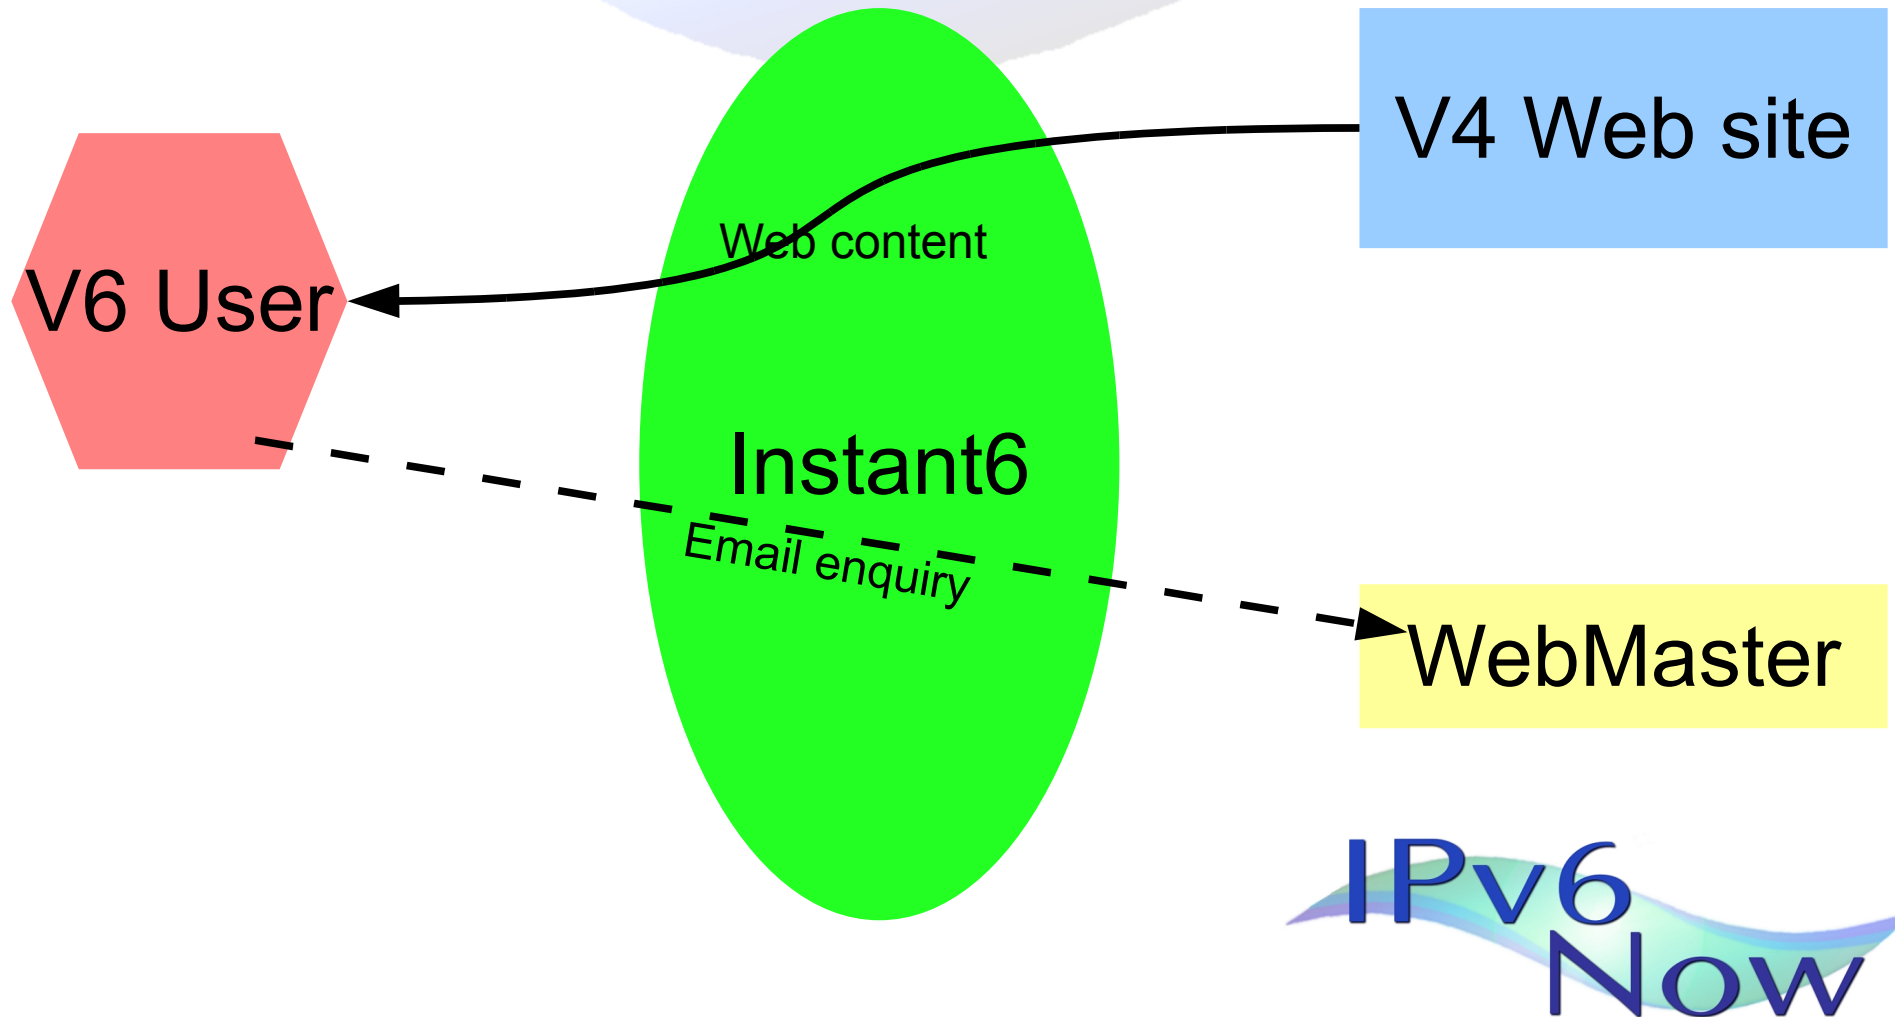 V4 Web site
Web content
V6 User
Instant6
Email enquiry
WebMaster
IPv6
Now